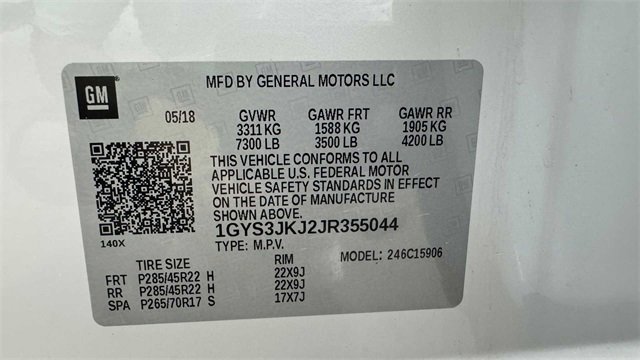 GM
MFD BY GENERAL MOTORS LLC
05/18 GVWR GAWR FRT GAWR RR
3311 KG 1588 KG 1905 KG
7300 LB 3500 LB 4200 LB
THIS VEHICLE CONFORMS TO ALL
APPLICABLE U.S. FEDERAL MOTOR
VEHICLE SAFETY STANDARDS IN EFFECT
ON THE DATE OF MANUFACTURE
SHOWN ABOVE.
1GYS3JKJ2JR355044
140X
TYPE: M.P.V.
MODEL: 246C15906
TIRE SIZE RIM
FRT P285/45R22 H 22X9J
RR P285/45R22 H 22X9J
SPA P265/70R17 S 17X7J